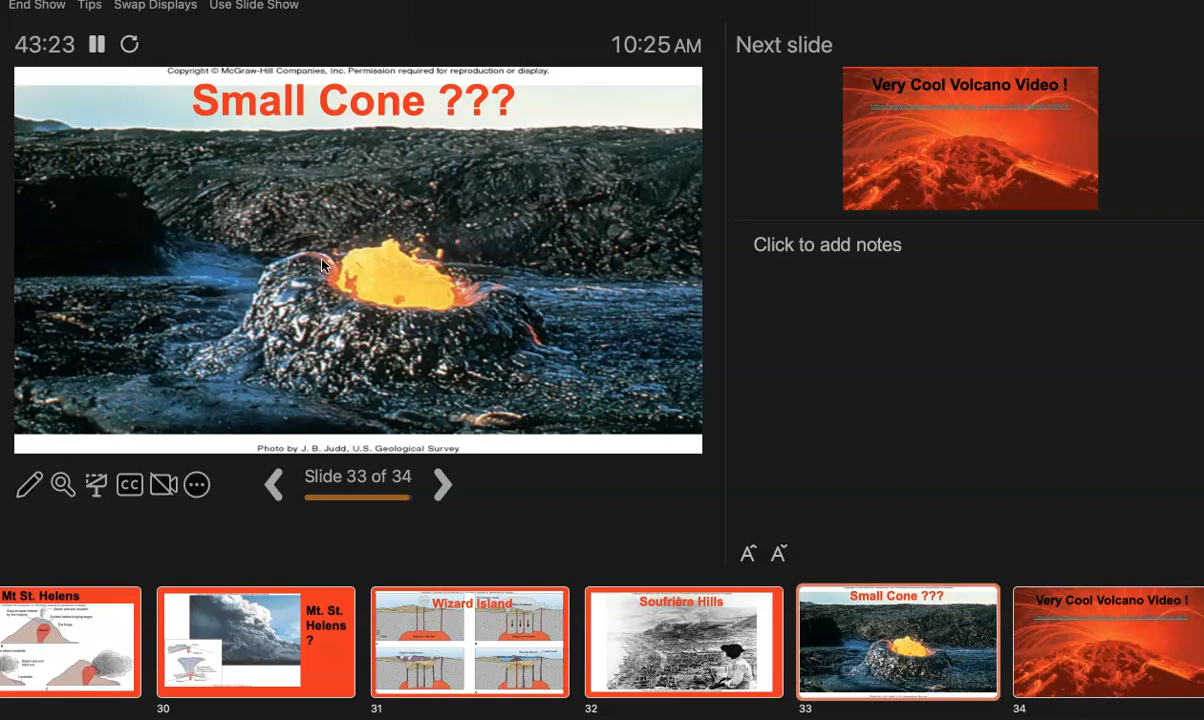 End Show Tips Swap Displays Use Slide Show
43:23
10:25 AM
Next slide
Copyright © McGraw-Hill Companies, Inc. Permission required for reproduction or display.
Small Cone ???
Very Cool Volcano Video !
Click to add notes
Photo by J. B. Judd, U.S. Geological Survey
CC
Slide 33 of 34
A A
Mt St. Helens
Mt. St.
Helens
?
30
Wizard Island
31
Soufrière Hills
32
Small Cone ???
33
Very Cool Volcano Video !
34